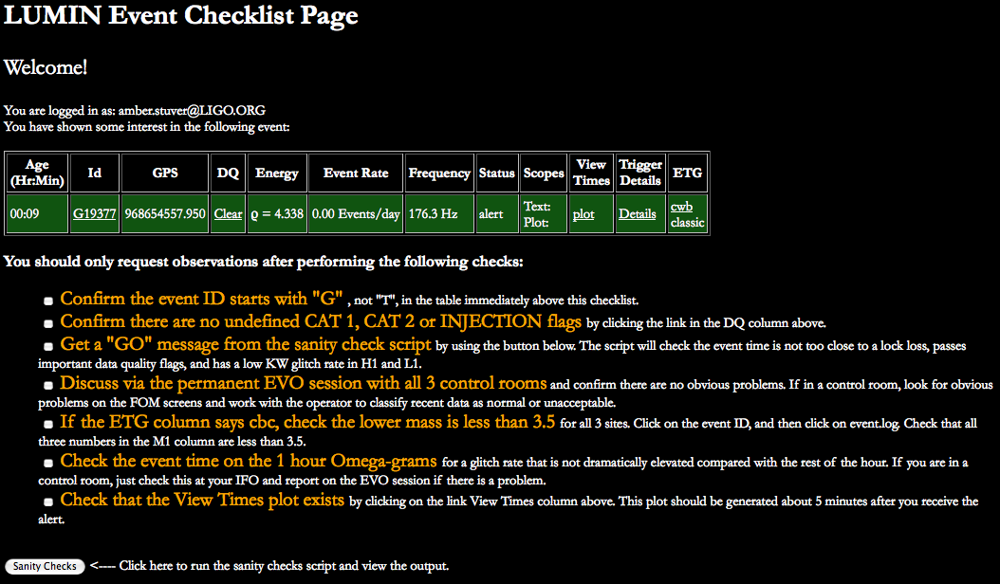 LUMIN Event Checklist Page
Welcome!
You are logged in as: amber.stuver@LIGO.ORG
You have shown some interest in the following event:
Age (Hr:Min) Id GPS DQ Energy Event Rate Frequency Status Scopes View Times Trigger Details ETG
00:09 G19377 968654557.950 Clear ϱ = 4.338 0.00 Events/day 176.3 Hz alert Text: Plot: plot Details cwb classic
You should only request observations after performing the following checks:
Confirm the event ID starts with "G" , not "T", in the table immediately above this checklist.
Confirm there are no undefined CAT 1, CAT 2 or INJECTION flags by clicking the link in the DQ column above.
Get a "GO" message from the sanity check script by using the button below. The script will check the event time is not too close to a lock loss, passes
important data quality flags, and has a low KW glitch rate in H1 and L1.
Discuss via the permanent EVO session with all 3 control rooms and confirm there are no obvious problems. If in a control room, look for obvious
problems on the FOM screens and work with the operator to classify recent data as normal or unacceptable.
If the ETG column says cbc, check the lower mass is less than 3.5 for all 3 sites. Click on the event ID, and then click on event.log. Check that all
three numbers in the M1 column are less than 3.5.
Check the event time on the 1 hour Omega-grams for a glitch rate that is not dramatically elevated compared with the rest of the hour. If you are in a
control room, just check this at your IFO and report on the EVO session if there is a problem.
Check that the View Times plot exists by clicking on the link View Times column above. This plot should be generated about 5 minutes after you receive the
alert.
Sanity Checks <---- Click here to run the sanity checks script and view the output.